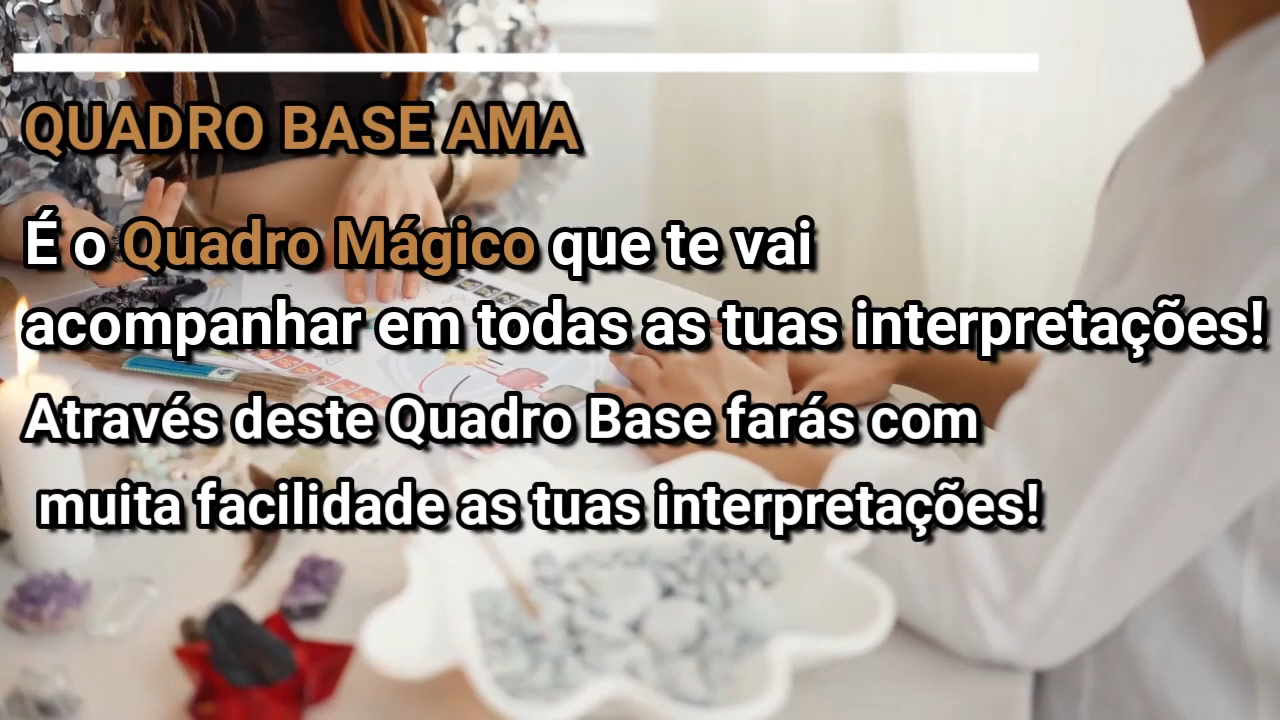 QUADRO BASE AMA
É o Quadro Mágico que te vai
acompanhar em todas as tuas interpretações!
Através deste Quadro Base farás com
muita facilidade as tuas interpretações!